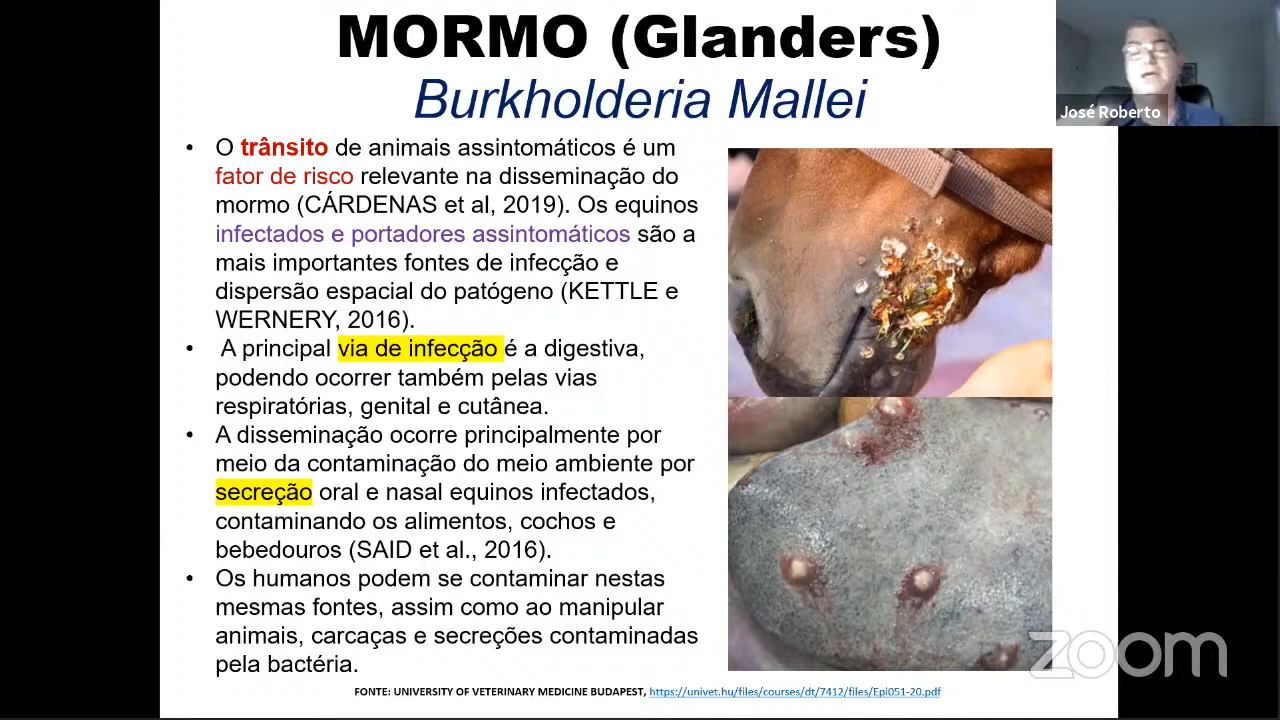 MORMO (Glanders)
Burkholderia Mallei
José Roberto
• O trânsito de animais assintomáticos é um
fator de risco relevante na disseminação do
mormo (CÁRDENAS et al, 2019). Os equinos
infectados e portadores assintomáticos são a
mais importantes fontes de infecção e
dispersão espacial do patógeno (KETTLE e
WERNERY, 2016).
• A principal via de infecção é a digestiva,
podendo ocorrer também pelas vias
respiratórias, genital e cutânea.
• A disseminação ocorre principalmente por
meio da contaminação do meio ambiente por
secreção oral e nasal equinos infectados,
contaminando os alimentos, cochos e
bebedouros (SAID et al., 2016).
• Os humanos podem se contaminar nestas
mesmas fontes, assim como ao manipular
animais, carcaças e secreções contaminadas
pela bactéria.
zoom
FONTE: UNIVERSITY OF VETERINARY MEDICINE BUDAPEST, https://univet.hu/files/courses/dt/7412/files/Epi051-20.pdf